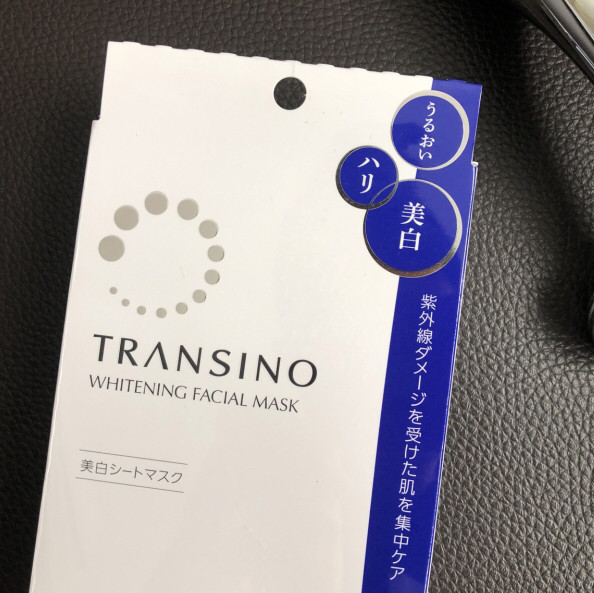 うるおい
ハリ
美白
TRANSINO
WHITENING FACIAL MASK
美白シートマスク
紫外線ダメージを受けた肌を集中ケア